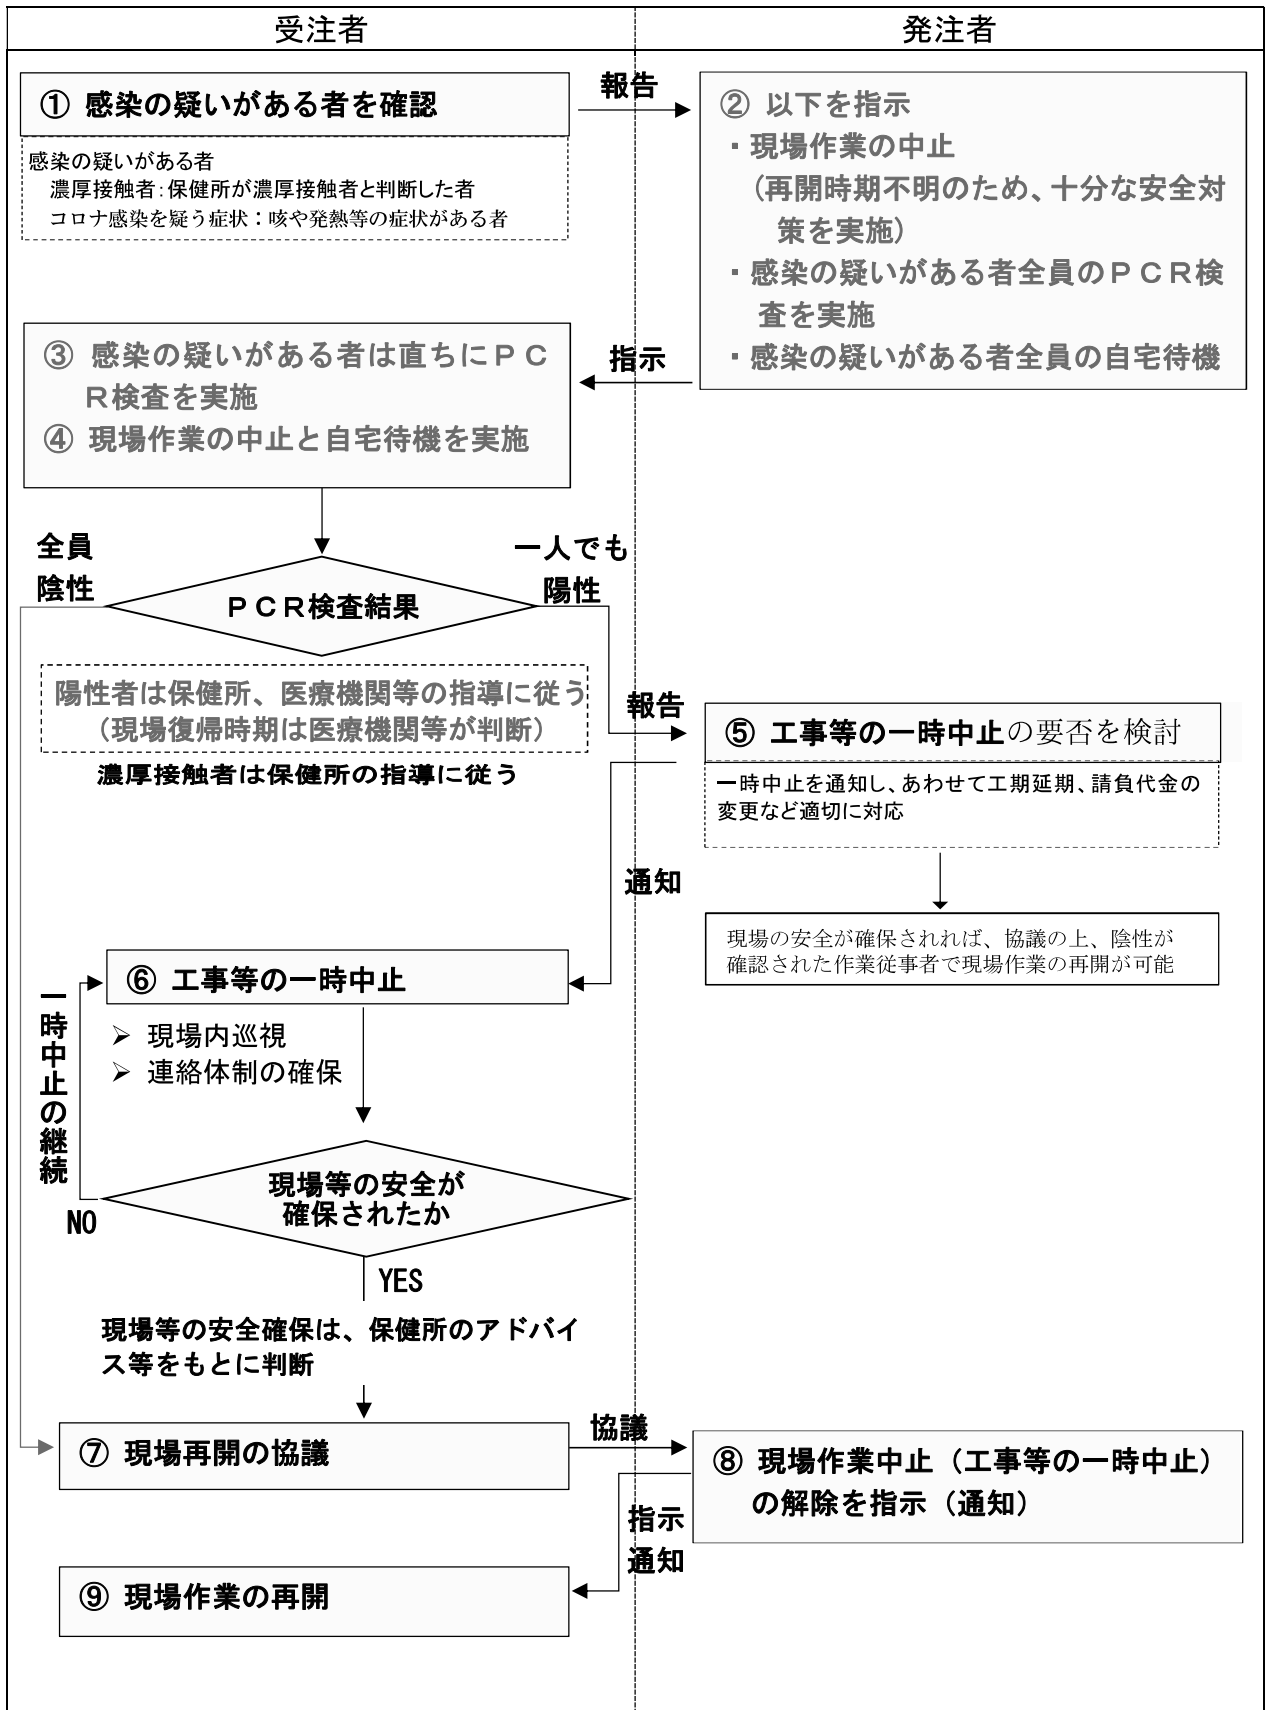 受注者
発注者
① 感染の疑いがある者を確認
感染の疑いがある者
濃厚接触者：保健所が濃厚接触者と判断した者
コロナ感染を疑う症状：咳や発熱等の症状がある者
報告
② 以下を指示
・現場作業の中止
（再開時期不明のため、十分な安全対
策を実施）
・感染の疑いがある者全員のＰＣＲ検
査を実施
・感染の疑いがある者全員の自宅待機
指示
③ 感染の疑いがある者は直ちにＰＣ
Ｒ検査を実施
④ 現場作業の中止と自宅待機を実施
全員
陰性
一人でも
陽性
ＰＣＲ検査結果
陽性者は保健所、医療機関等の指導に従う
（現場復帰時期は医療機関等が判断）
濃厚接触者は保健所の指導に従う
報告
⑤ 工事等の一時中止の要否を検討
一時中止を通知し、あわせて工期延期、請負代金の
変更など適切に対応
通知
現場の安全が確保されれば、協議の上、陰性が
確認された作業従事者で現場作業の再開が可能
⑥ 工事等の一時中止
➢ 現場内巡視
➢ 連絡体制の確保
一時中止の継続
現場等の安全が
確保されたか
NO
YES
現場等の安全確保は、保健所のアドバイ
ス等をもとに判断
⑦ 現場再開の協議
協議
⑧ 現場作業中止（工事等の一時中止）
の解除を指示（通知）
指示
通知
⑨ 現場作業の再開